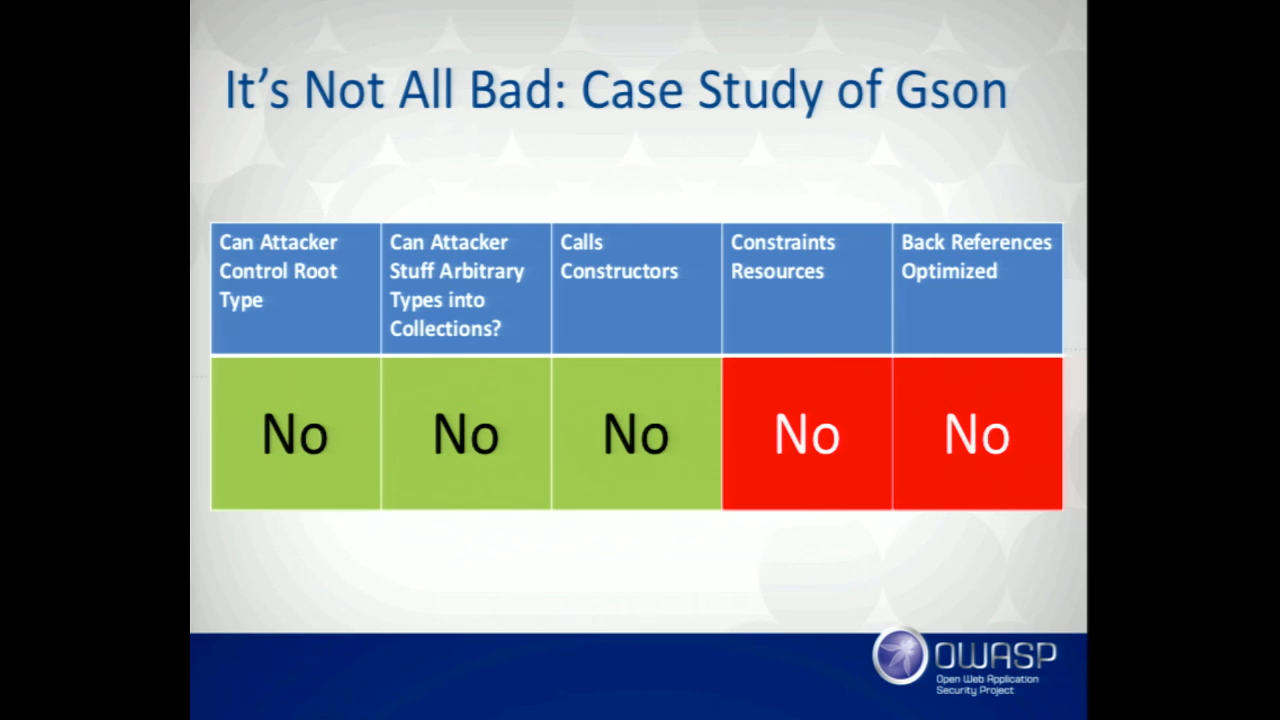 It's Not All Bad: Case Study of Gson
Can Attacker
Control Root
Type
Can Attacker
Stuff Arbitrary
Types into
Collections?
Calls
Constructors
Constraints
Resources
Back References
Optimized
No
No
No
No
No
OWASP
Open Web Application
Security Project